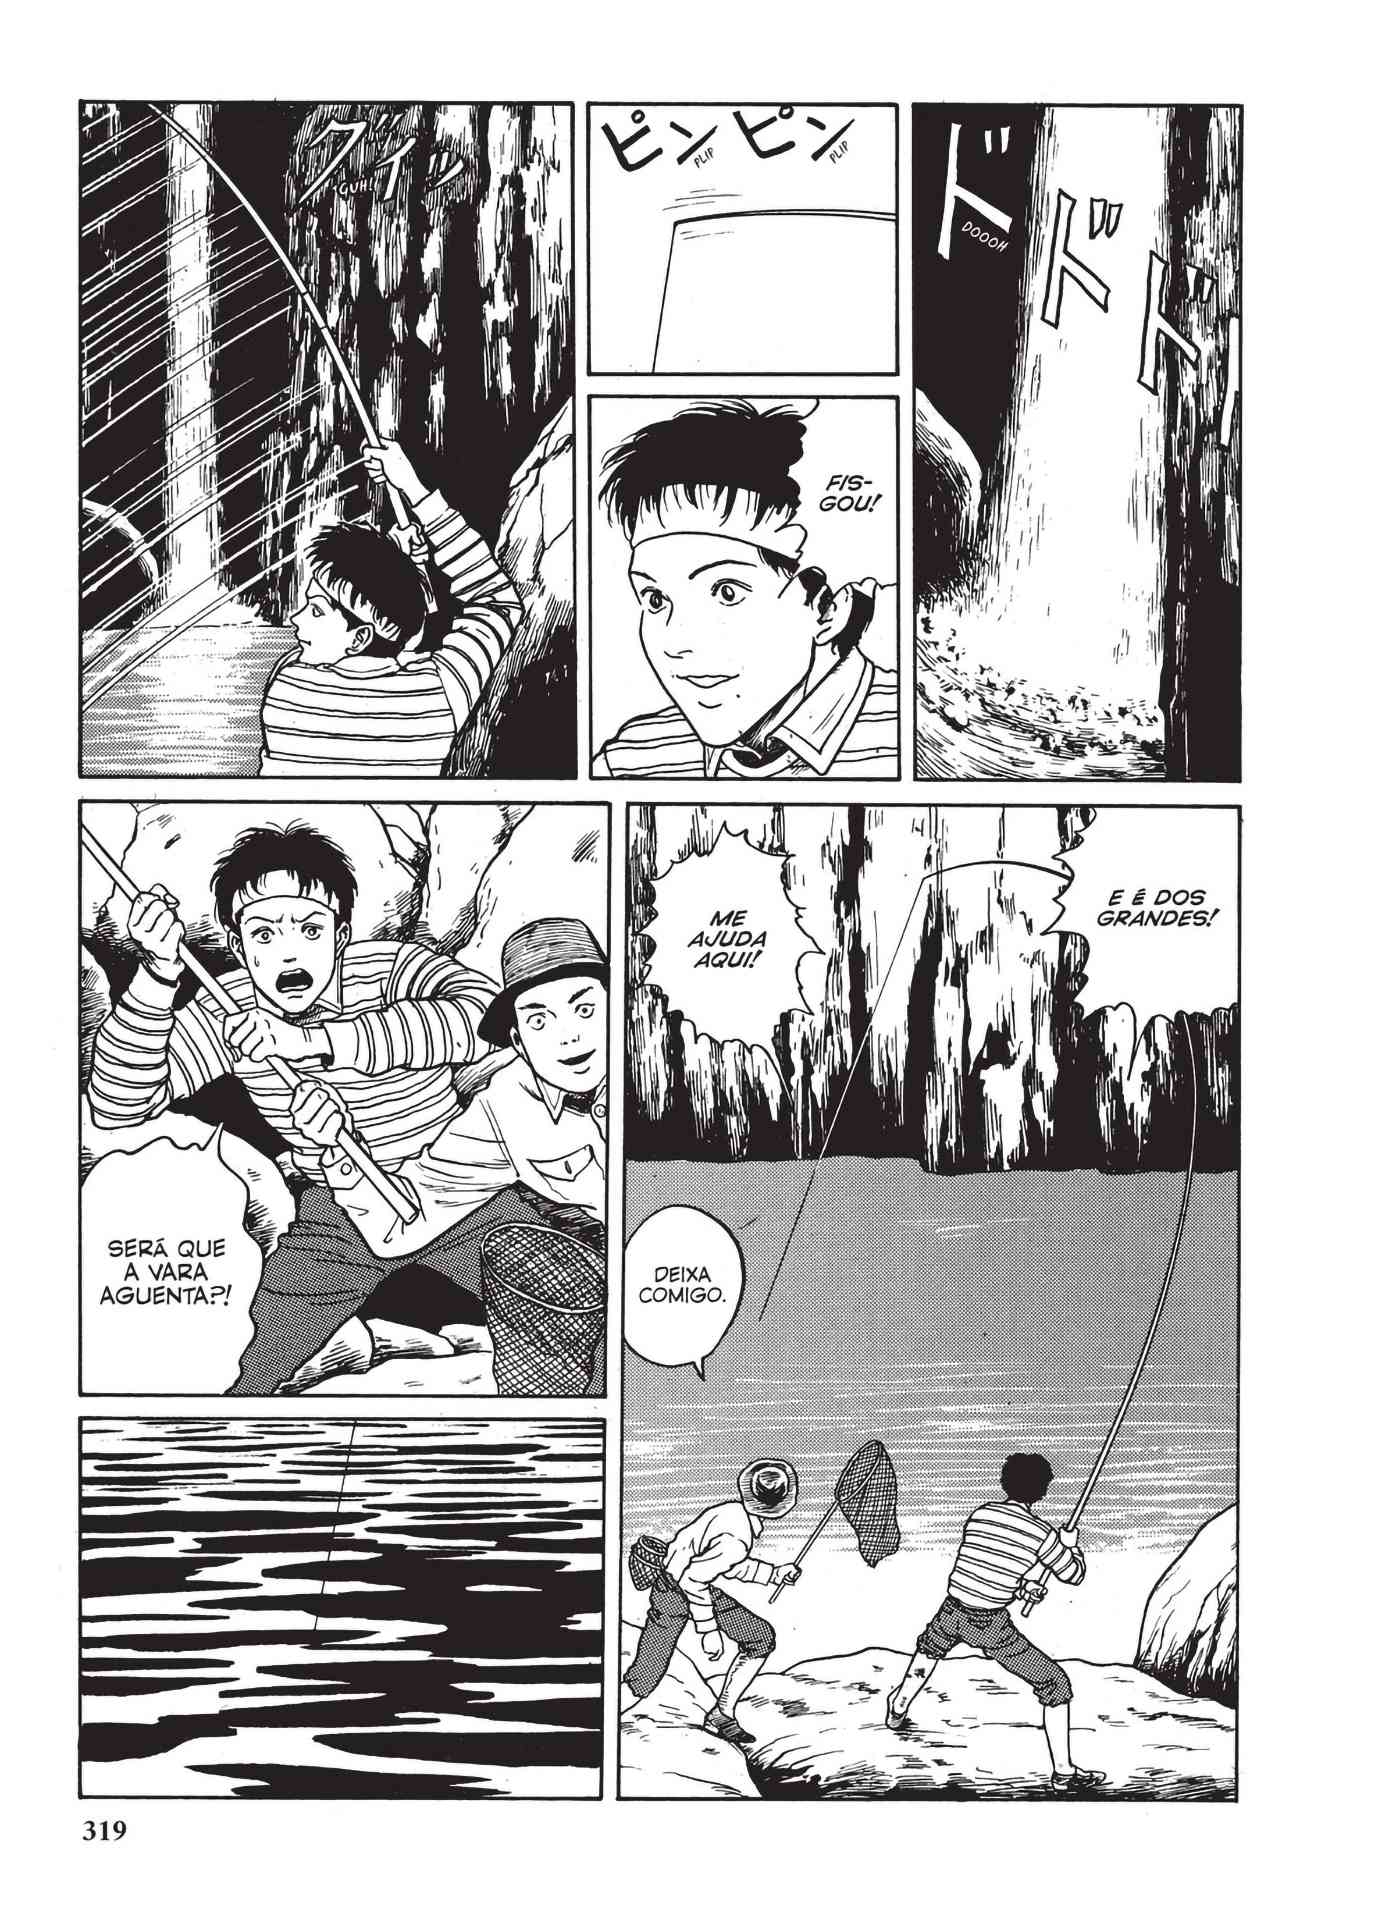 ド
DOOOH
ド
ド
ー
ピンピン
PLIP
PLIP
FIS-
GOU!
グイッ
GUH!
E É DOS
GRANDES!
ME
AJUDA
AQUI!
DEIXA
COMIGO.
SERÁ QUE
A VARA
AGUENTA?!
319